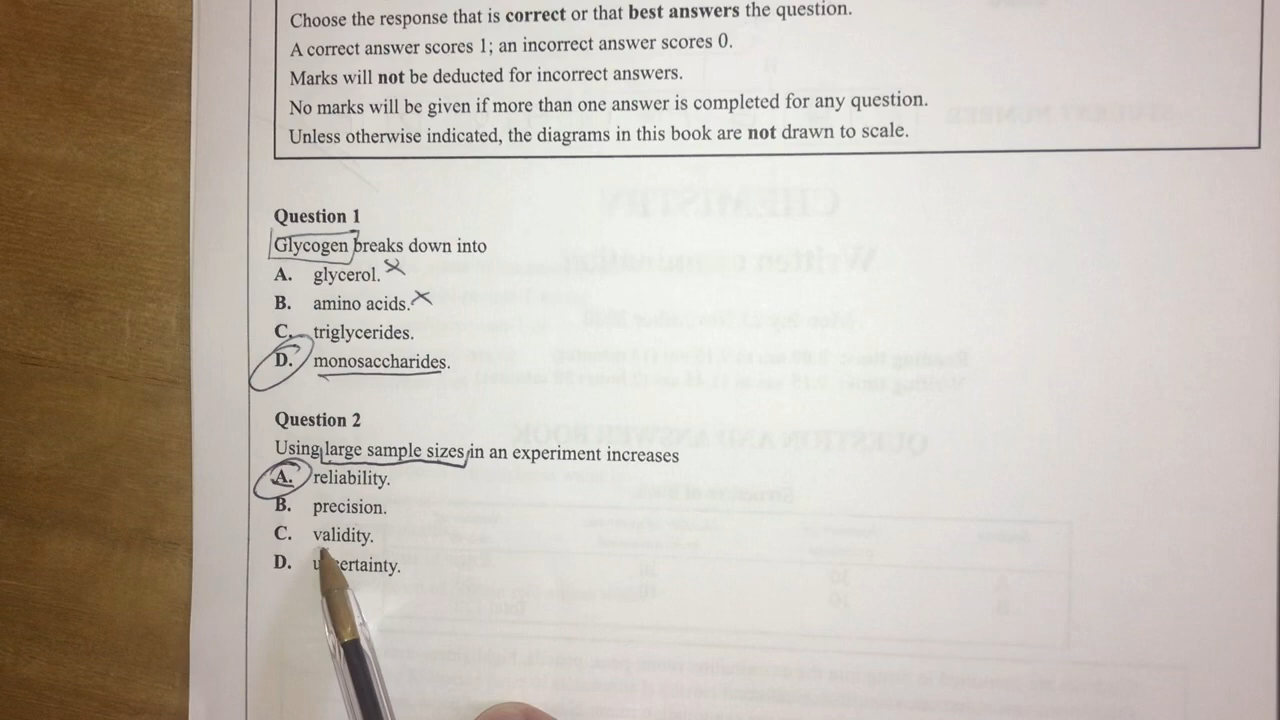 Choose the response that is correct or that best answers the question.
A correct answer scores 1; an incorrect answer scores 0.
Marks will not be deducted for incorrect answers.
No marks will be given if more than one answer is completed for any question.
Unless otherwise indicated, the diagrams in this book are not drawn to scale.
Question 1
Glycogen breaks down into
A. glycerol.
B. amino acids.
C. triglycerides.
D. monosaccharides.
Question 2
Using large sample sizes in an experiment increases
A. reliability.
B. precision.
C. validity.
D.